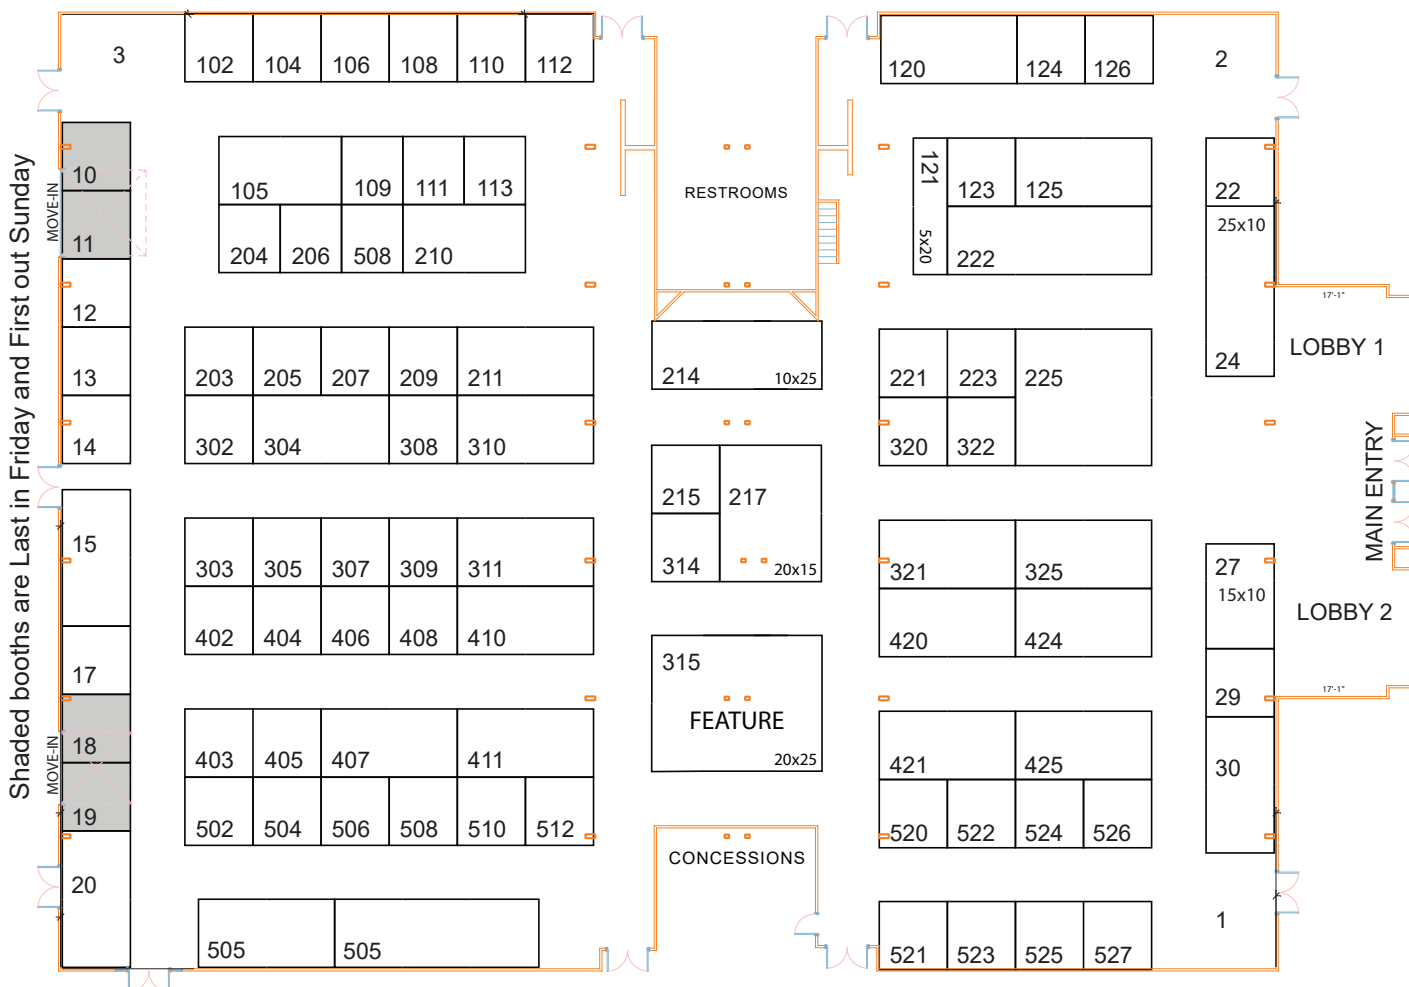 3
102 104 106 108 110 112
120 124 126
2
Shaded booths are Last in Friday and First out Sunday
MOVE-IN
10
11
12
13
14
15
17
MOVE-IN
18
19
20
105 109 111 113
204 206 508 210
RESTROOMS
121 5x20
123 125
222
22
25x10
24
17'-1"
LOBBY 1
203 205 207 209 211
302 304 308 310
214 10x25
221 223 225
320 322
215 217
314 20x15
MAIN ENTRY
303 305 307 309 311
402 404 406 408 410
321 325
420 424
27
15x10
29
30
LOBBY 2
17'-1"
315
FEATURE
20x25
403 405 407 411
502 504 506 508 510 512
421 425
520 522 524 526
CONCESSIONS
505 505
521 523 525 527
1